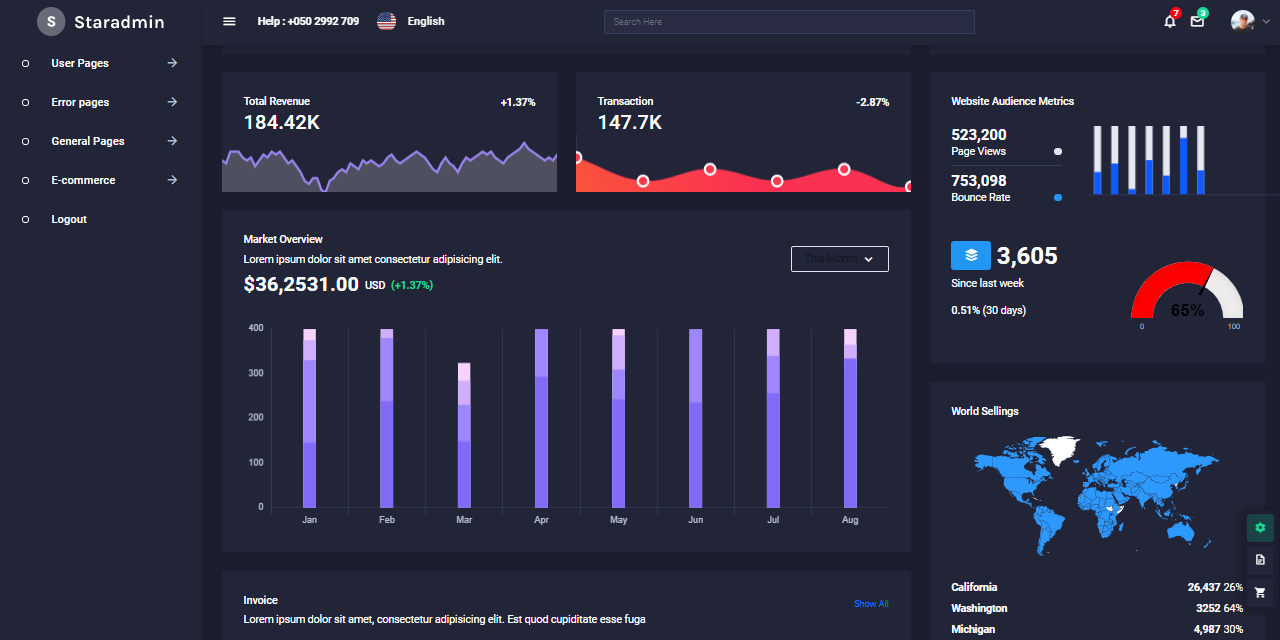 S Staradmin
Help : +050 2992 709 English
Search Here
7 3
User Pages
Error pages
General Pages
E-commerce
Logout
Total Revenue +1.37%
184.42K
Transaction -2.87%
147.7K
Website Audience Metrics
523,200
Page Views
753,098
Bounce Rate
3,605
Since last week
0.51% (30 days)
65%
0 100
Market Overview
Lorem ipsum dolor sit amet consectetur adipisicing elit.
$36,2531.00 USD (+1.37%)
This Month
400
300
200
100
0
Jan Feb Mar Apr May Jun Jul Aug
World Sellings
California 26,437 26%
Washington 3252 64%
Michigan 4,987 30%
Invoice
Lorem ipsum dolor sit amet, consectetur adipisicing elit. Est quod cupiditate esse fuga
Show All